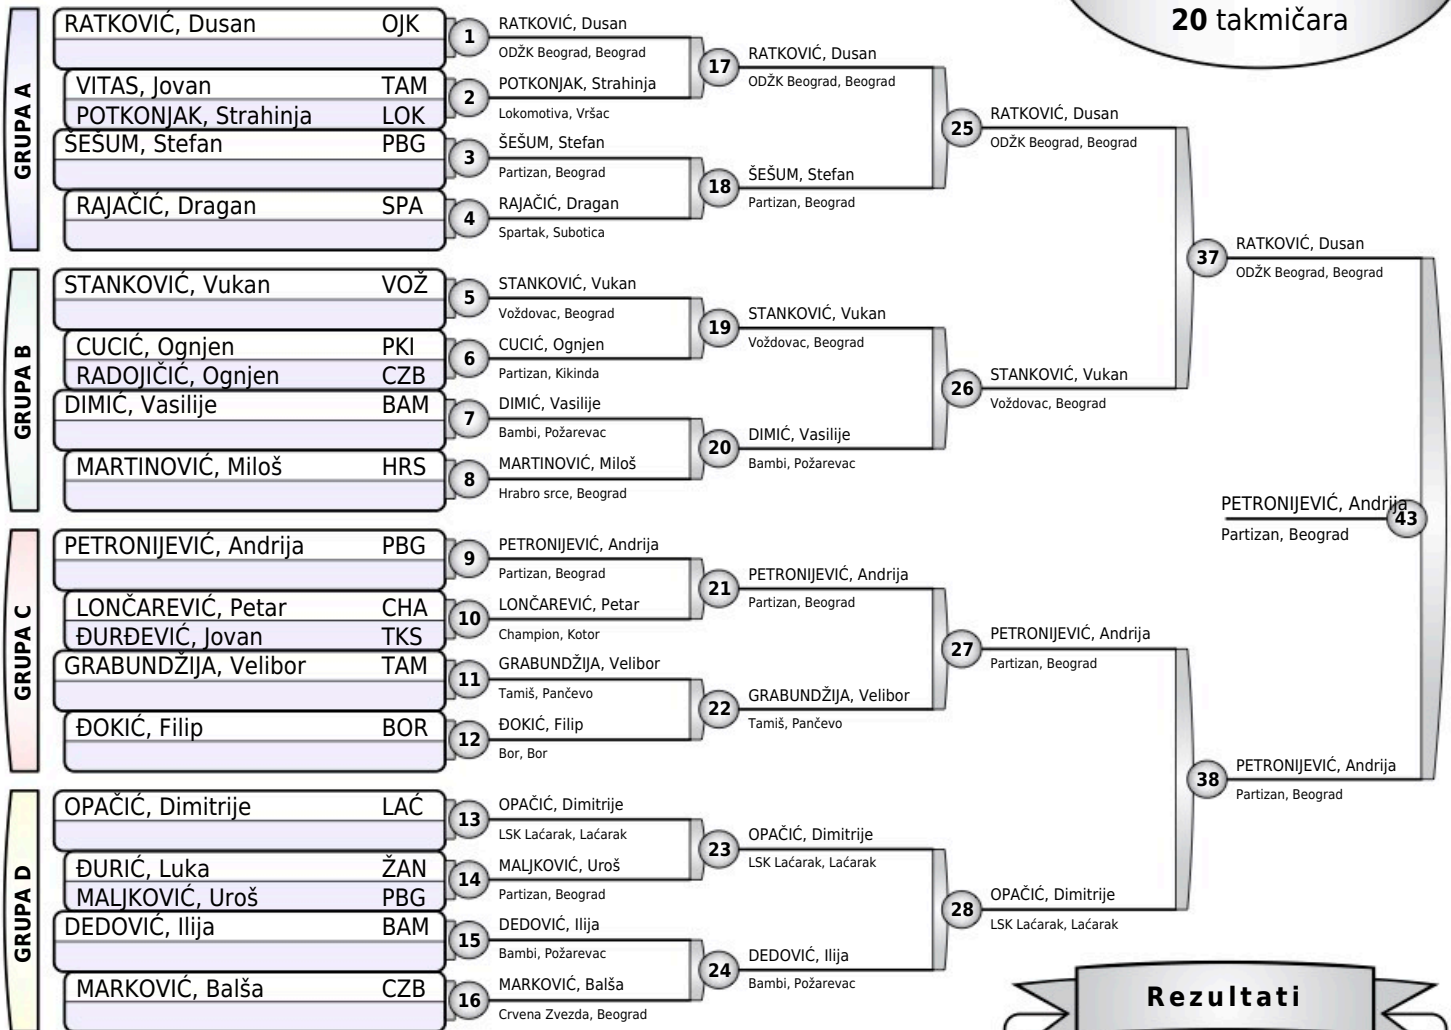 20 takmičara
GRUPA A
RATKOVIĆ, Dusan OJK
VITAS, Jovan TAM
POTKONJAK, Strahinja LOK
ŠEŠUM, Stefan PBG
RAJAČIĆ, Dragan SPA
GRUPA B
STANKOVIĆ, Vukan VOŽ
CUCIĆ, Ognjen PKI
RADOJIČIĆ, Ognjen CZB
DIMIĆ, Vasilije BAM
MARTINOVIĆ, Miloš HRS
GRUPA C
PETRONIJEVIĆ, Andrija PBG
LONČAREVIĆ, Petar CHA
ĐURĐEVIĆ, Jovan TKS
GRABUNDŽIJA, Velibor TAM
ĐOKIĆ, Filip BOR
GRUPA D
OPAČIĆ, Dimitrije LAĆ
ĐURIĆ, Luka ŽAN
MALJKOVIĆ, Uroš PBG
DEDOVIĆ, Ilija BAM
MARKOVIĆ, Balša CZB
1 RATKOVIĆ, Dusan
ODŽK Beograd, Beograd
2 POTKONJAK, Strahinja
Lokomotiva, Vršac
3 ŠEŠUM, Stefan
Partizan, Beograd
4 RAJAČIĆ, Dragan
Spartak, Subotica
5 STANKOVIĆ, Vukan
Voždovac, Beograd
6 CUCIĆ, Ognjen
Partizan, Kikinda
7 DIMIĆ, Vasilije
Bambi, Požarevac
8 MARTINOVIĆ, Miloš
Hrabro srce, Beograd
9 PETRONIJEVIĆ, Andrija
Partizan, Beograd
10 LONČAREVIĆ, Petar
Champion, Kotor
11 GRABUNDŽIJA, Velibor
Tamiš, Pančevo
12 ĐOKIĆ, Filip
Bor, Bor
13 OPAČIĆ, Dimitrije
LSK Laćarak, Laćarak
14 MALJKOVIĆ, Uroš
Partizan, Beograd
15 DEDOVIĆ, Ilija
Bambi, Požarevac
16 MARKOVIĆ, Balša
Crvena Zvezda, Beograd
17 RATKOVIĆ, Dusan
ODŽK Beograd, Beograd
18 ŠEŠUM, Stefan
Partizan, Beograd
19 STANKOVIĆ, Vukan
Voždovac, Beograd
20 DIMIĆ, Vasilije
Bambi, Požarevac
21 PETRONIJEVIĆ, Andrija
Partizan, Beograd
22 GRABUNDŽIJA, Velibor
Tamiš, Pančevo
23 OPAČIĆ, Dimitrije
LSK Laćarak, Laćarak
24 DEDOVIĆ, Ilija
Bambi, Požarevac
25 RATKOVIĆ, Dusan
ODŽK Beograd, Beograd
26 STANKOVIĆ, Vukan
Voždovac, Beograd
27 PETRONIJEVIĆ, Andrija
Partizan, Beograd
28 OPAČIĆ, Dimitrije
LSK Laćarak, Laćarak
37 RATKOVIĆ, Dusan
ODŽK Beograd, Beograd
38 PETRONIJEVIĆ, Andrija
Partizan, Beograd
PETRONIJEVIĆ, Andrija 43
Partizan, Beograd
Rezultati